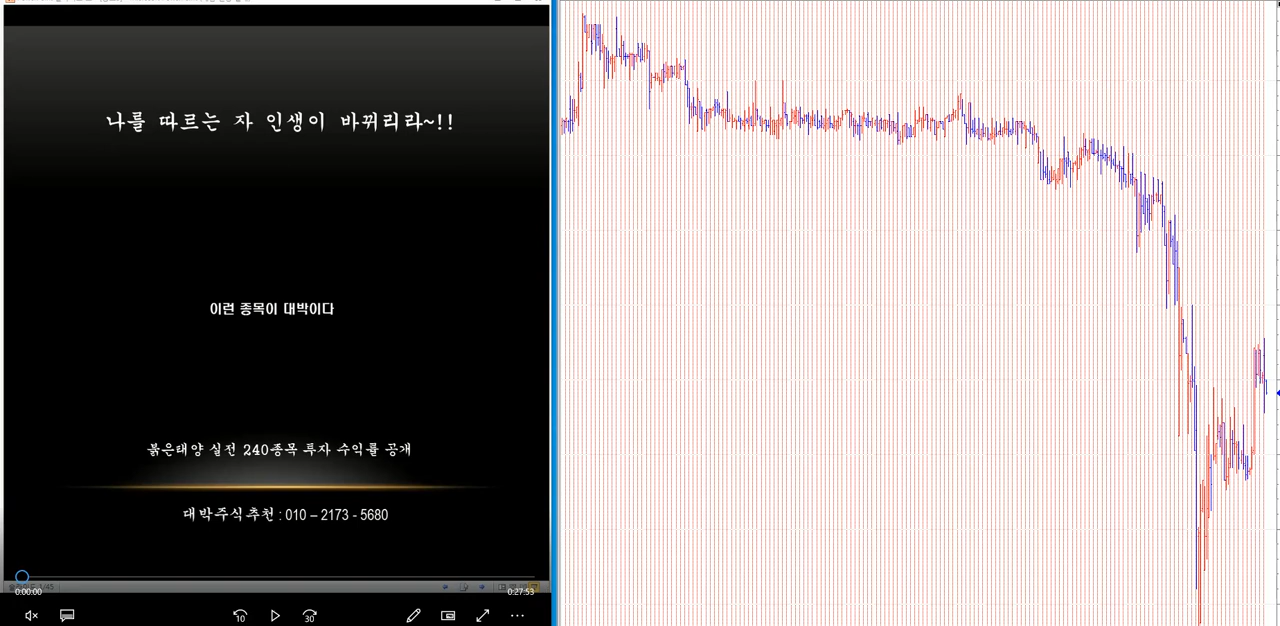 나를 따르는 자 인생이 바뀌리라~!!
이런 종목이 대박이다
붉은태양 실전 240종목 투자 수익률 공개
대박주식추천 : 010 – 2173 - 5680
0:00:00
0:27:53
10
30